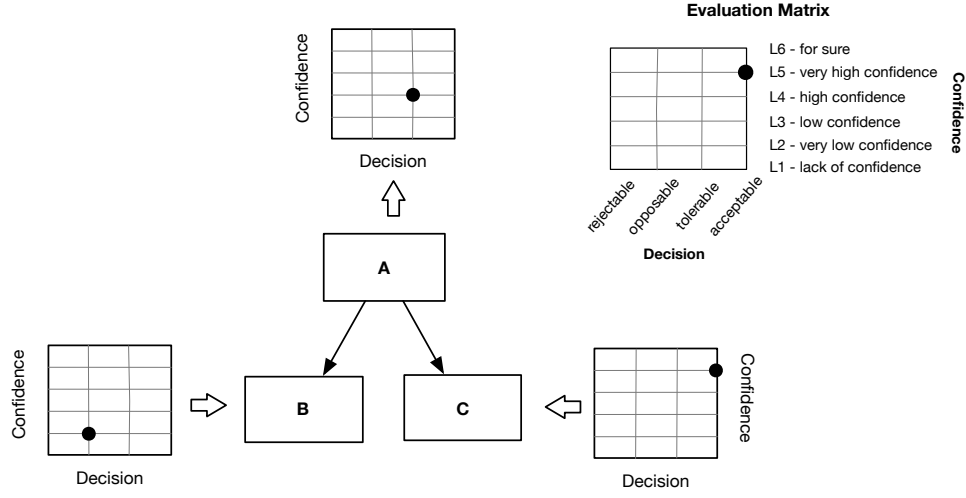 Evaluation Matrix
Confidence
Decision
L6 - for sure
L5 - very high confidence
L4 - high confidence
L3 - low confidence
L2 - very low confidence
L1 - lack of confidence
Confidence
rejectable
opposable
tolerable
acceptable
Decision
A
Confidence
Decision
B
C
Confidence
Decision